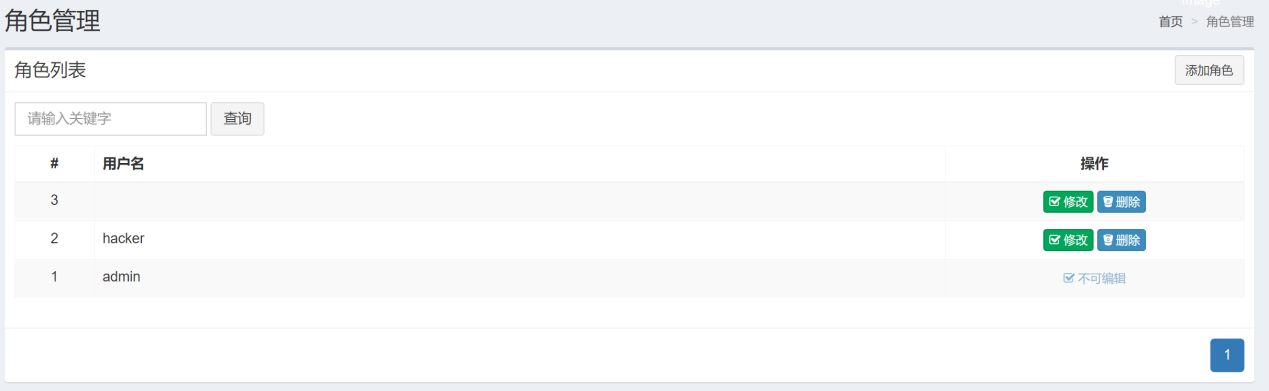 角色管理
首页 > 角色管理
角色列表
添加角色
请输入关键字 查询
# 用户名 操作
3 修改 删除
2 hacker 修改 删除
1 admin 不可编辑
1